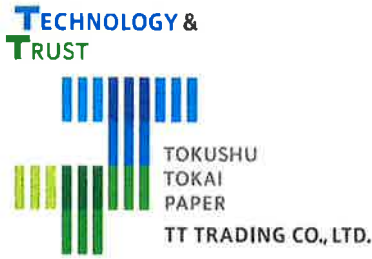 TECHNOLOGY &
TRUST
TOKUSHU
TOKAI
PAPER
TT TRADING CO., LTD.